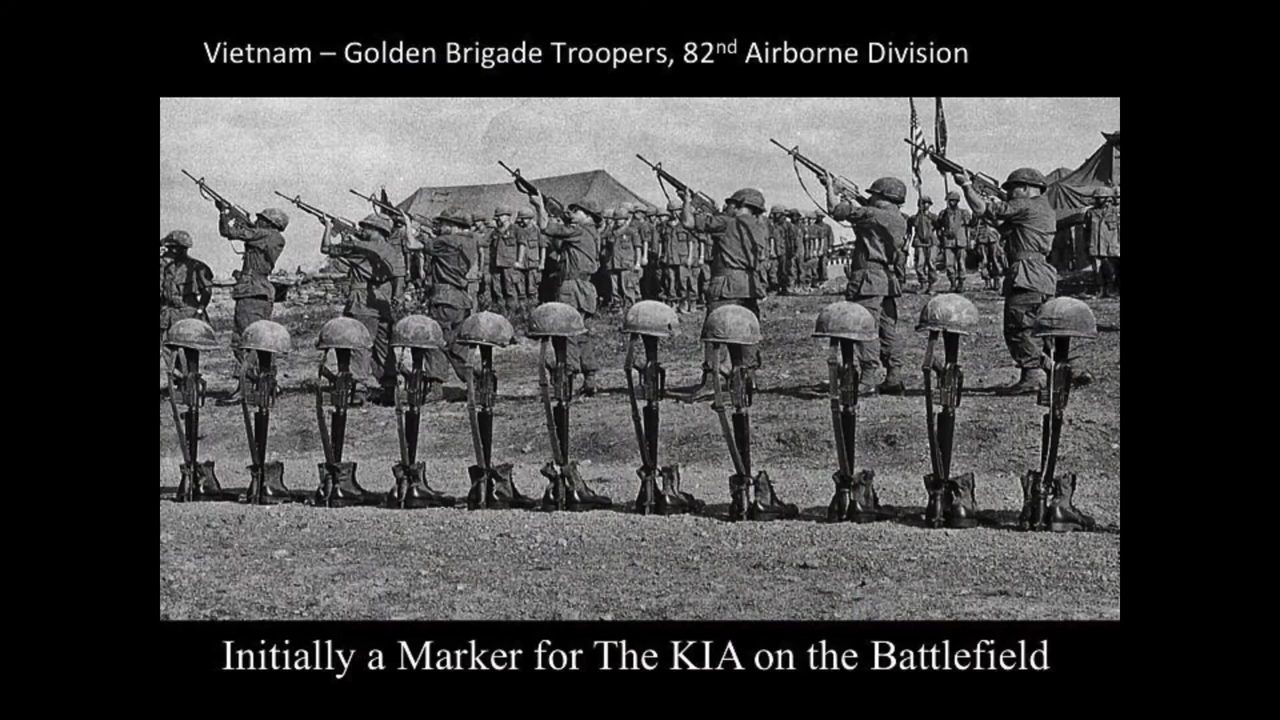 Vietnam – Golden Brigade Troopers, 82nd Airborne Division
Initially a Marker for The KIA on the Battlefield